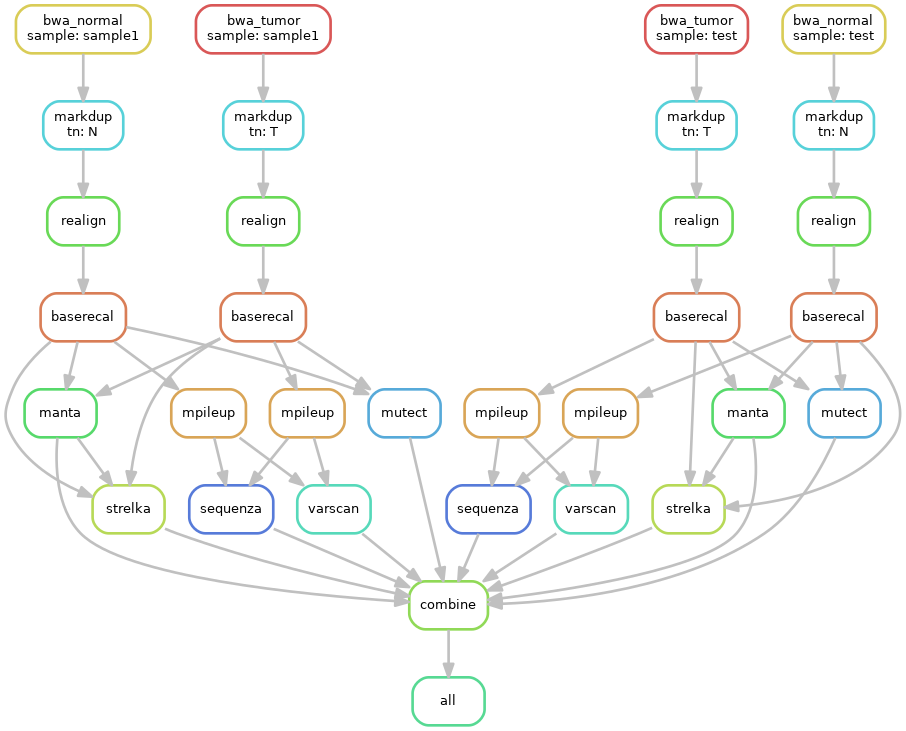 bwa_normal
sample: sample1
bwa_tumor
sample: sample1
bwa_tumor
sample: test
bwa_normal
sample: test
markdup
tn: N
markdup
tn: T
markdup
tn: T
markdup
tn: N
realign
realign
realign
realign
baserecal
baserecal
baserecal
baserecal
manta
mpileup
mpileup
mutect
mpileup
mpileup
manta
mutect
strelka
sequenza
varscan
sequenza
varscan
strelka
combine
all